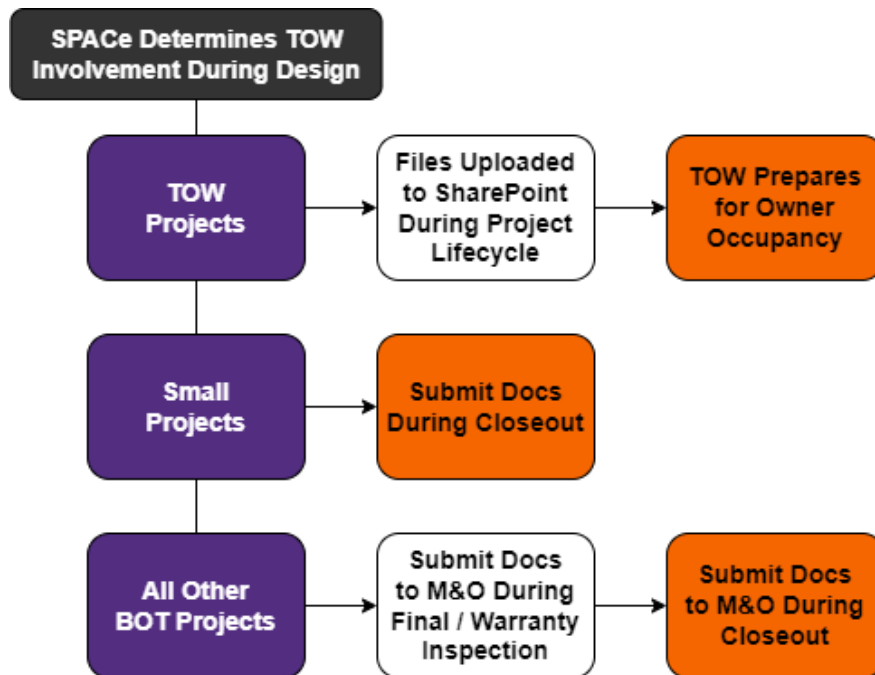 SPACe Determines TOW
Involvement During Design
TOW
Projects
Files Uploaded
to SharePoint
During Project
Lifecycle
TOW Prepares
for Owner
Occupancy
Small
Projects
Submit Docs
During Closeout
All Other
BOT Projects
Submit Docs
to M&O During
Final / Warranty
Inspection
Submit Docs
to M&O During
Closeout